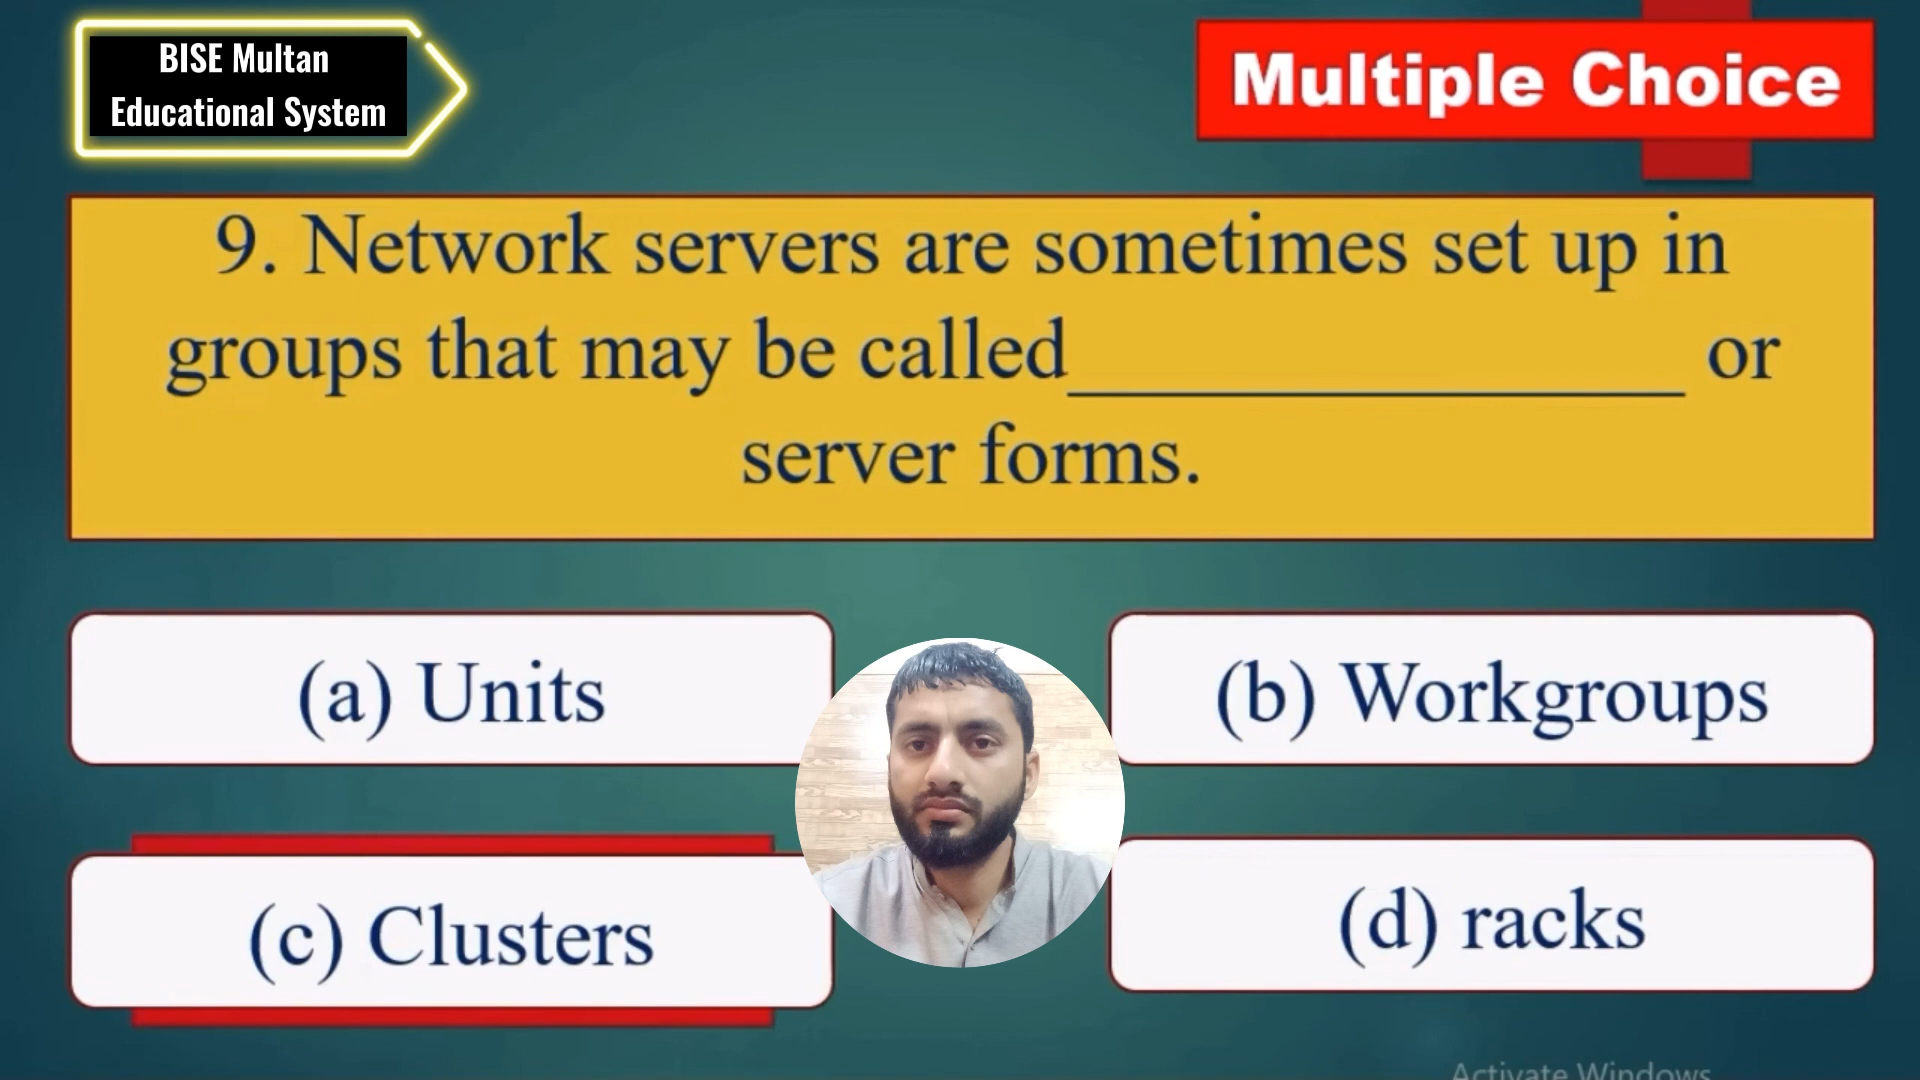 BISE Multan
Educational System
Multiple Choice
9. Network servers are sometimes set up in
groups that may be called_______________ or
server forms.
(a) Units
(b) Workgroups
(c) Clusters
(d) racks
Activate Windows